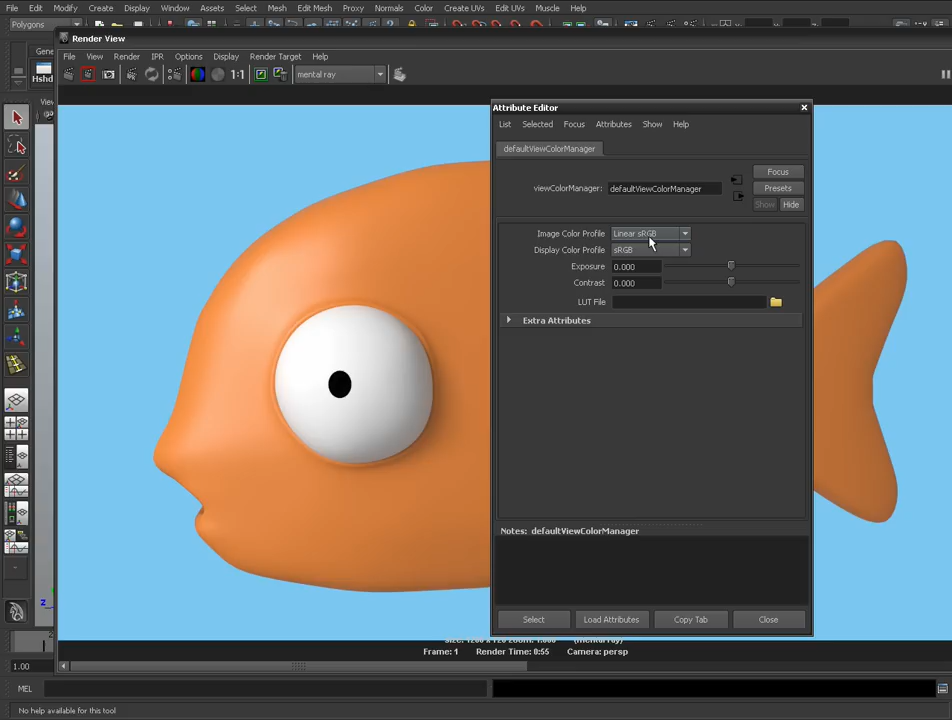 File Edit Modify Create Display Window Assets Select Mesh Edit Mesh Proxy Normals Color Create UVs Edit UVs Muscle Help
Polygons
Render View
Gene
File View Render IPR Options Display Render Target Help
Hshd
1:1 mental ray
View
Attribute Editor
List Selected Focus Attributes Show Help
defaultViewColorManager
Focus
viewColorManager: defaultViewColorManager
Presets
Show Hide
Image Color Profile Linear sRGB
Display Color Profile sRGB
Exposure 0.000
Contrast 0.000
LUT File
Extra Attributes
Notes: defaultViewColorManager
Select Load Attributes Copy Tab Close
Frame: 1 Render Time: 0:55 Camera: persp
1.00
MEL
No help available for this tool